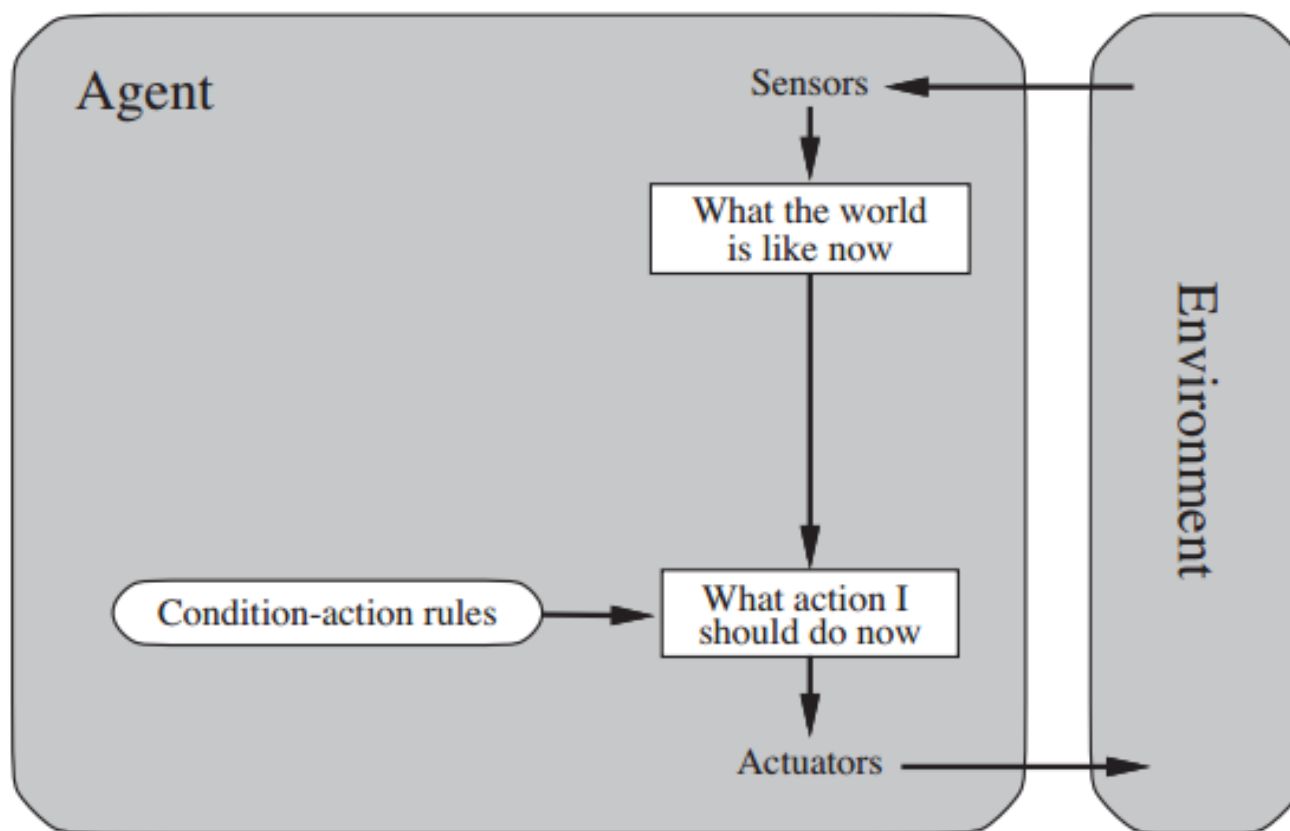 Agent
Sensors
What the world
is like now
Environment
Condition-action rules
What action I
should do now
Actuators